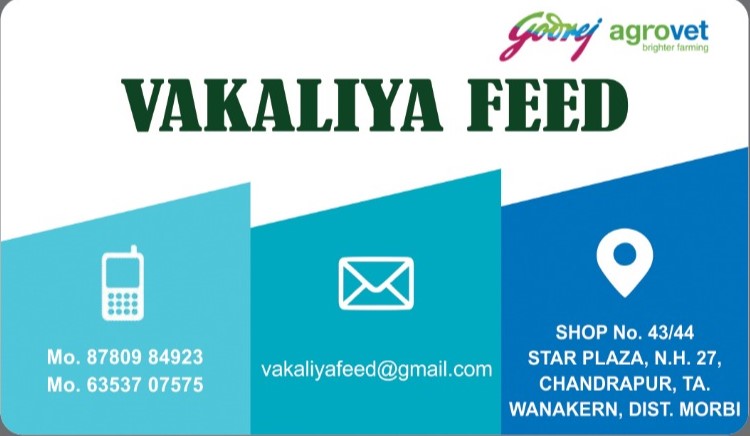 Godrej agrovet
brighter farming
VAKALIYA FEED
Mo. 87809 84923
Mo. 63537 07575
vakaliyafeed@gmail.com
SHOP No. 43/44
STAR PLAZA, N.H. 27,
CHANDRAPUR, TA.
WANAKERN, DIST. MORBI